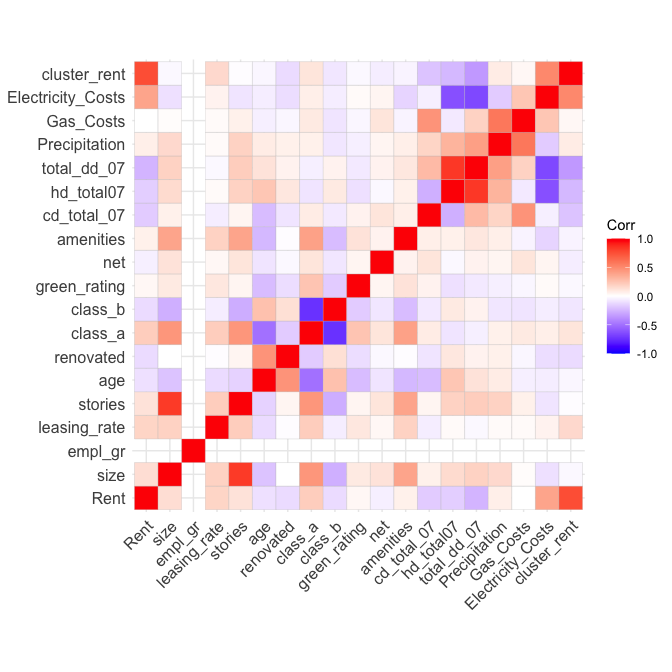 cluster_rent
Electricity_Costs
Gas_Costs
Precipitation
total_dd_07
hd_total07
cd_total_07
amenities
net
green_rating
class_b
class_a
renovated
age
stories
leasing_rate
empl_gr
size
Rent
Rent
size
empl_gr
leasing_rate
stories
age
renovated
class_a
class_b
green_rating
net
amenities
cd_total_07
hd_total07
total_dd_07
Precipitation
Gas_Costs
Electricity_Costs
cluster_rent
Corr
1.0
0.5
0.0
-0.5
-1.0